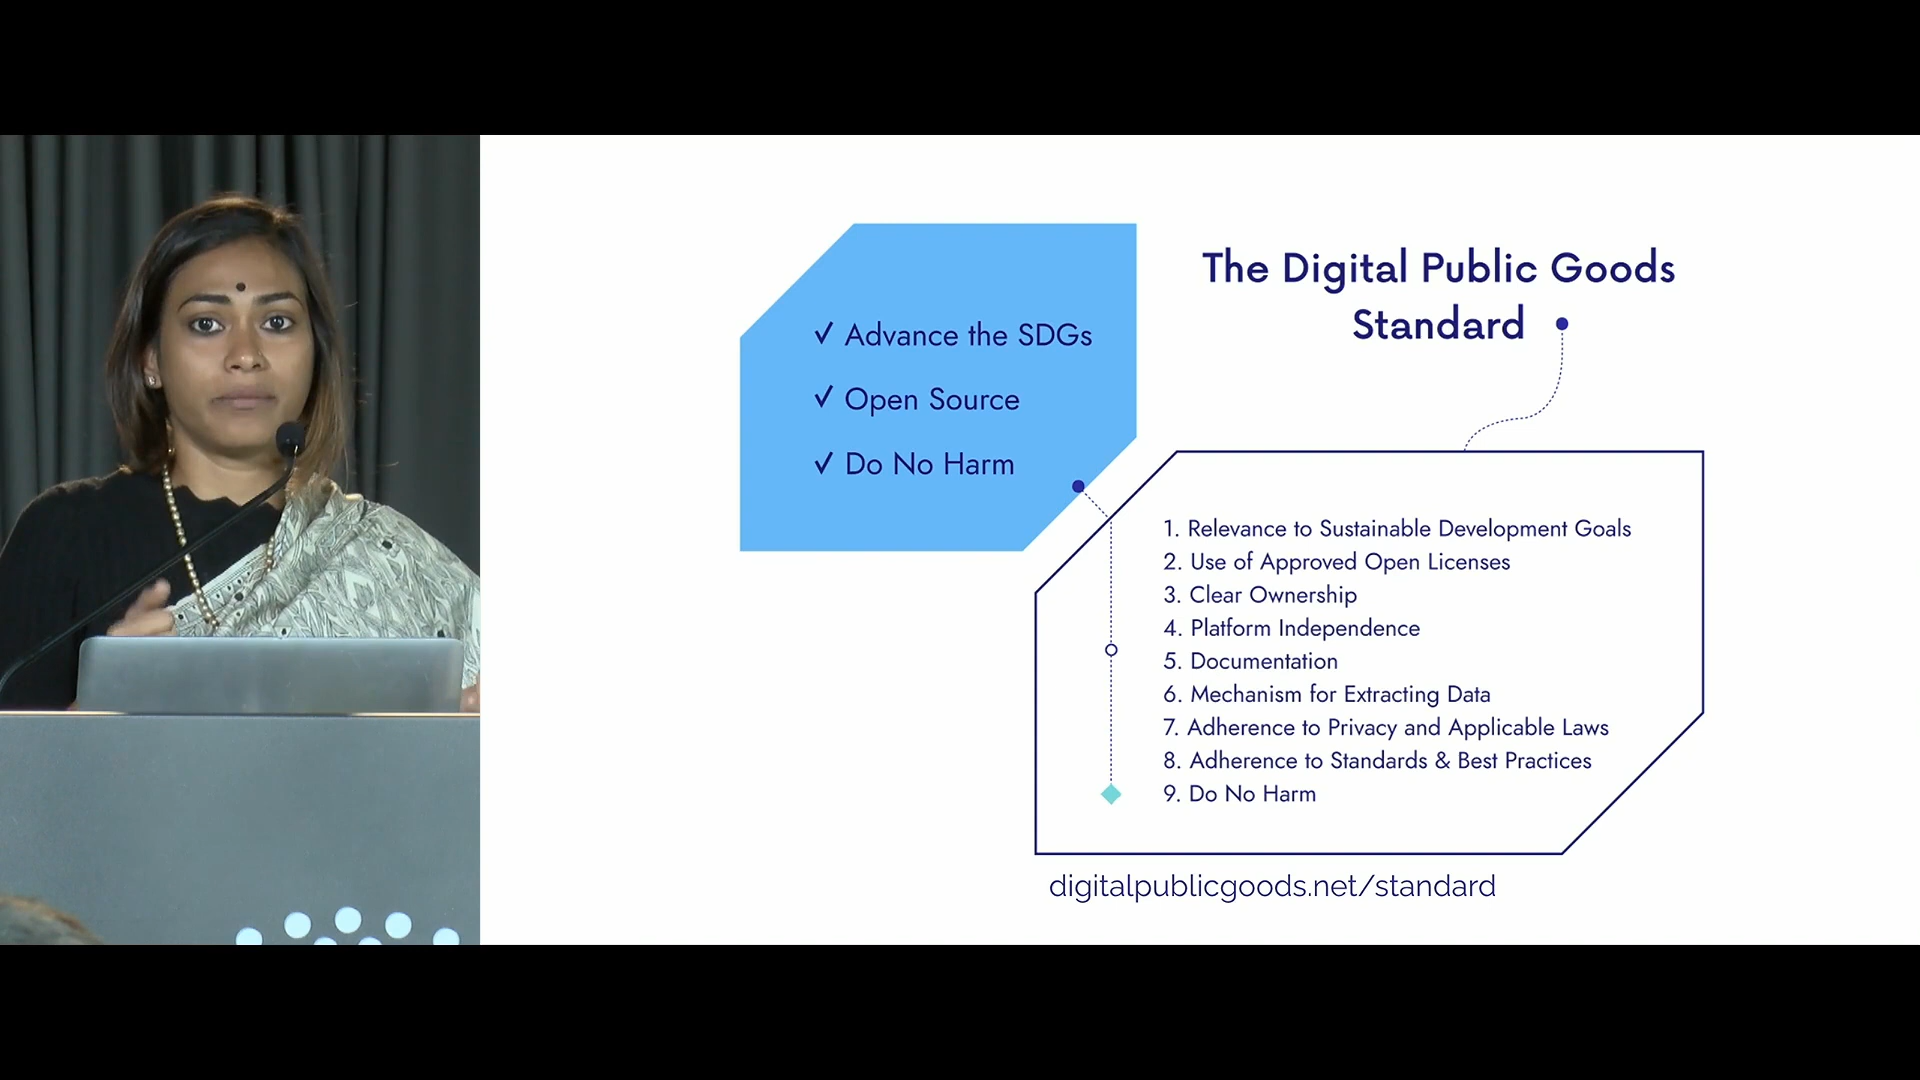 The Digital Public Goods
Standard
✓ Advance the SDGs
✓ Open Source
✓ Do No Harm
1. Relevance to Sustainable Development Goals
2. Use of Approved Open Licenses
3. Clear Ownership
4. Platform Independence
5. Documentation
6. Mechanism for Extracting Data
7. Adherence to Privacy and Applicable Laws
8. Adherence to Standards & Best Practices
9. Do No Harm
digitalpublicgoods.net/standard